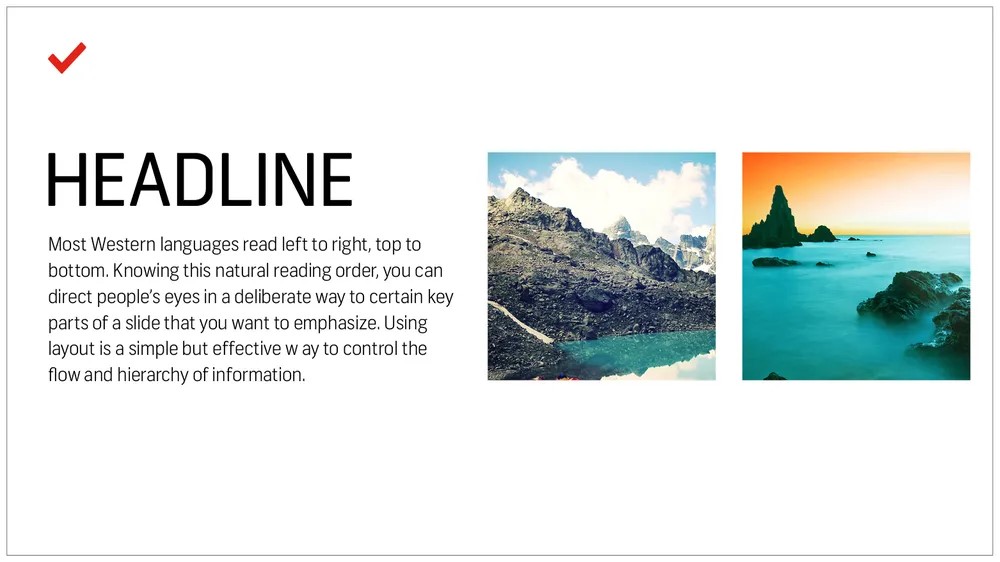 HEADLINE
Most Western languages read left to right, top to
bottom. Knowing this natural reading order, you can
direct people’s eyes in a deliberate way to certain key
parts of a slide that you want to emphasize. Using
layout is a simple but effective w ay to control the
flow and hierarchy of information.